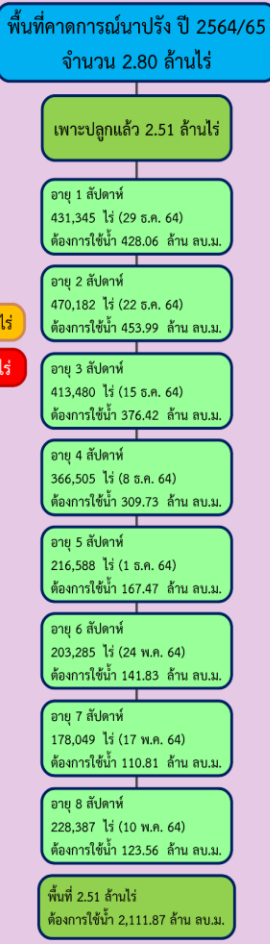 พื้นที่คาดการณ์นาปรัง ปี 2564/65
จำนวน 2.80 ล้านไร่
เพาะปลูกแล้ว 2.51 ล้านไร่
อายุ 1 สัปดาห์
431,345 ไร่ (29 ธ.ค. 64)
ต้องการใช้น้ำ 428.06 ล้าน ลบ.ม.
อายุ 2 สัปดาห์
470,182 ไร่ (22 ธ.ค. 64)
ต้องการใช้น้ำ 453.99 ล้าน ลบ.ม.
ไร่
อายุ 3 สัปดาห์
413,480 ไร่ (15 ธ.ค. 64)
ต้องการใช้น้ำ 376.42 ล้าน ลบ.ม.
ไร่
อายุ 4 สัปดาห์
366,505 ไร่ (8 ธ.ค. 64)
ต้องการใช้น้ำ 309.73 ล้าน ลบ.ม.
อายุ 5 สัปดาห์
216,588 ไร่ (1 ธ.ค. 64)
ต้องการใช้น้ำ 167.47 ล้าน ลบ.ม.
อายุ 6 สัปดาห์
203,285 ไร่ (24 พ.ค. 64)
ต้องการใช้น้ำ 141.83 ล้าน ลบ.ม.
อายุ 7 สัปดาห์
178,049 ไร่ (17 พ.ค. 64)
ต้องการใช้น้ำ 110.81 ล้าน ลบ.ม.
อายุ 8 สัปดาห์
228,387 ไร่ (10 พ.ค. 64)
ต้องการใช้น้ำ 123.56 ล้าน ลบ.ม.
พื้นที่ 2.51 ล้านไร่
ต้องการใช้น้ำ 2,111.87 ล้าน ลบ.ม.